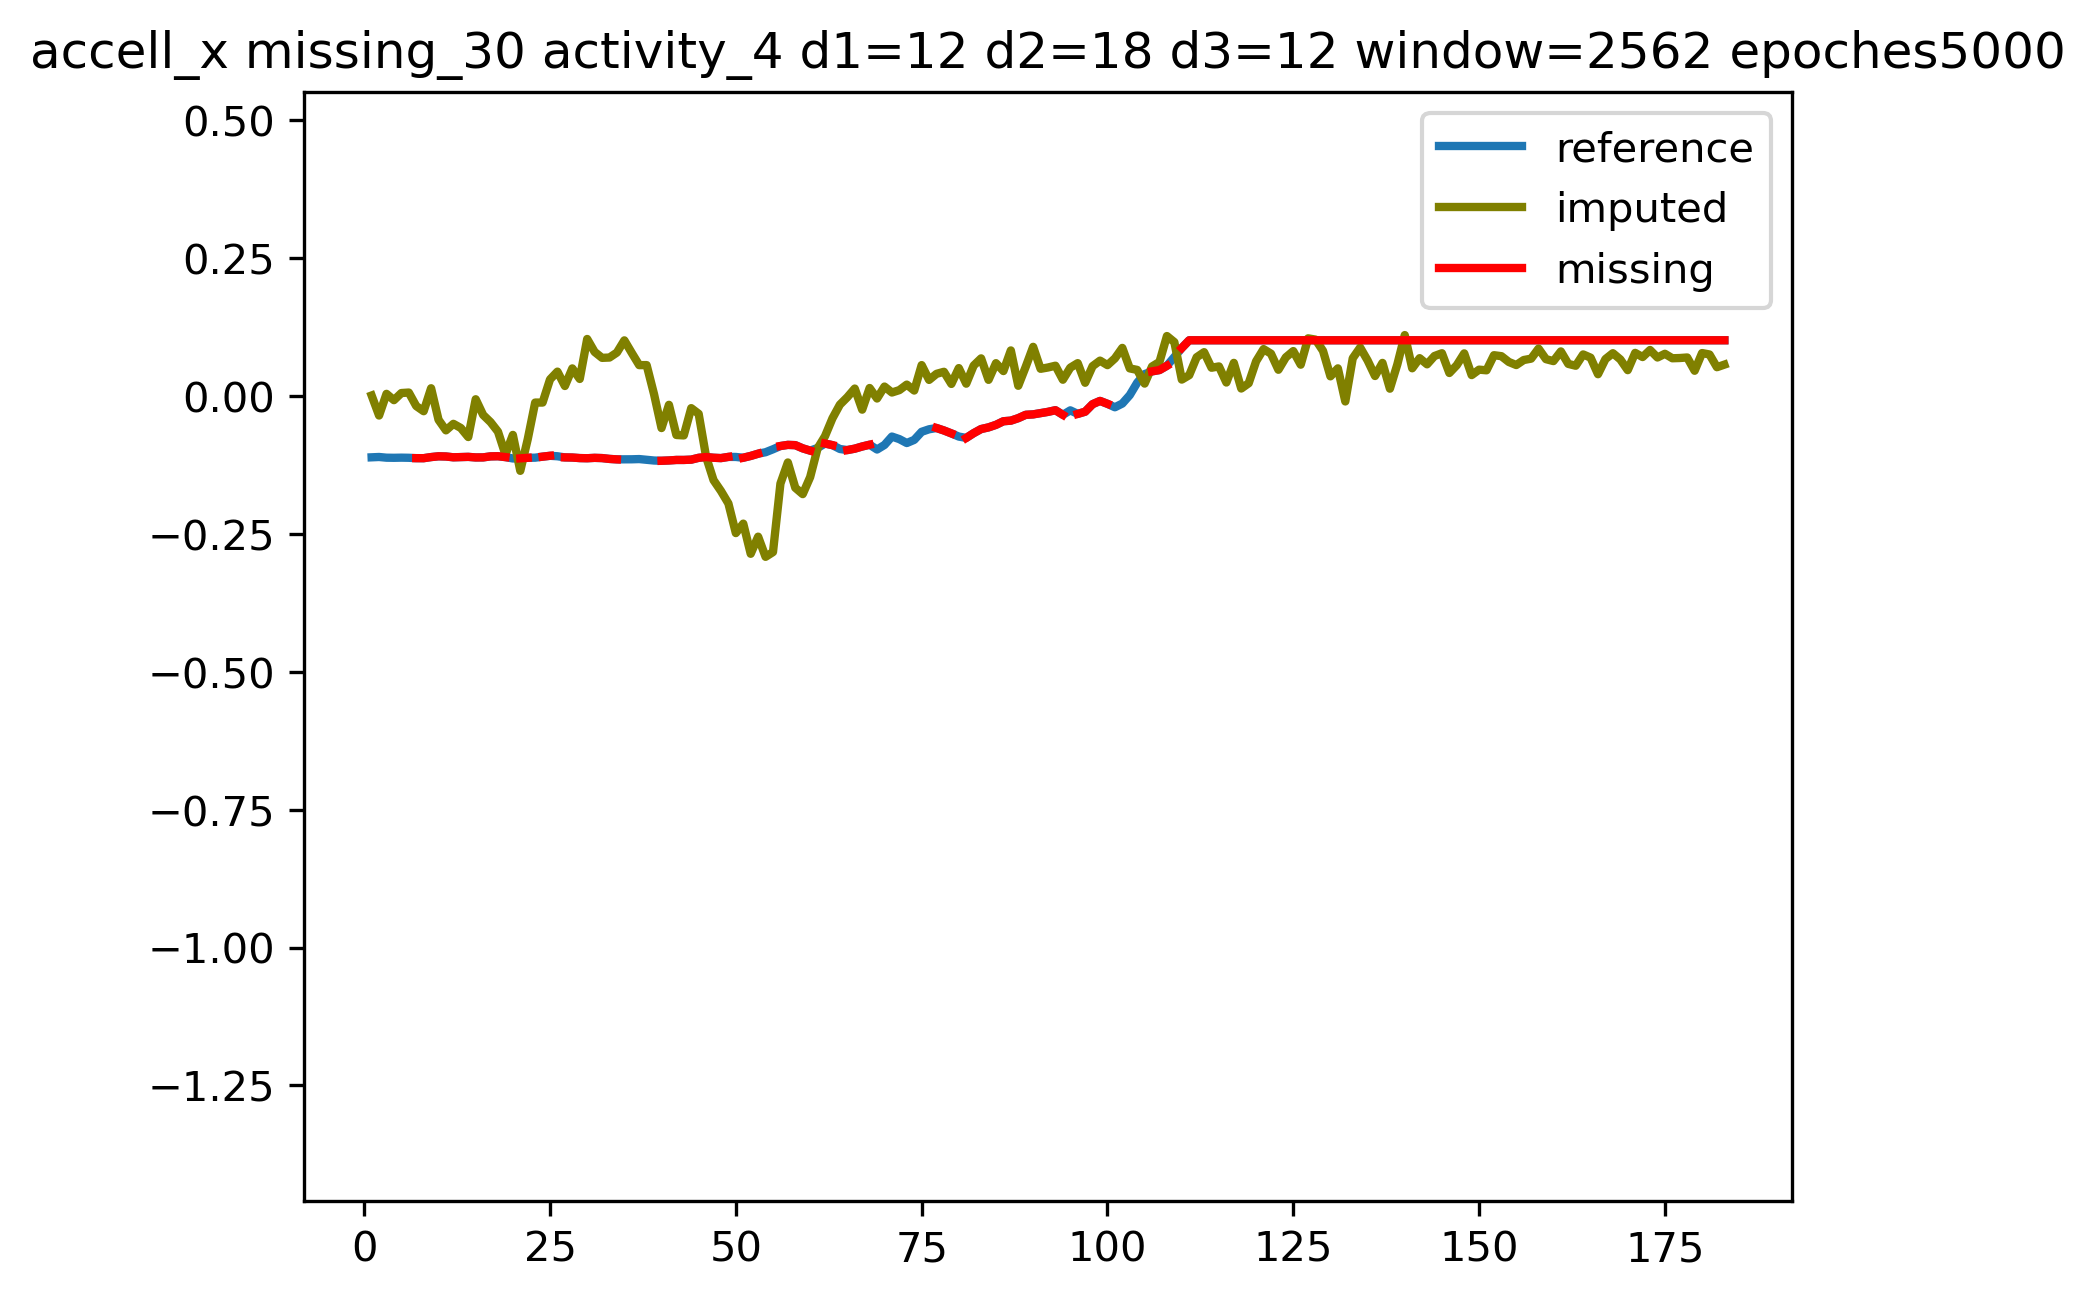 accell_x missing_30 activity_4 d1=12 d2=18 d3=12 window=2562 epoches5000
0.50
0.25
0.00
−0.25
−0.50
−0.75
−1.00
−1.25
reference
imputed
missing
0 25 50 75 100 125 150 175